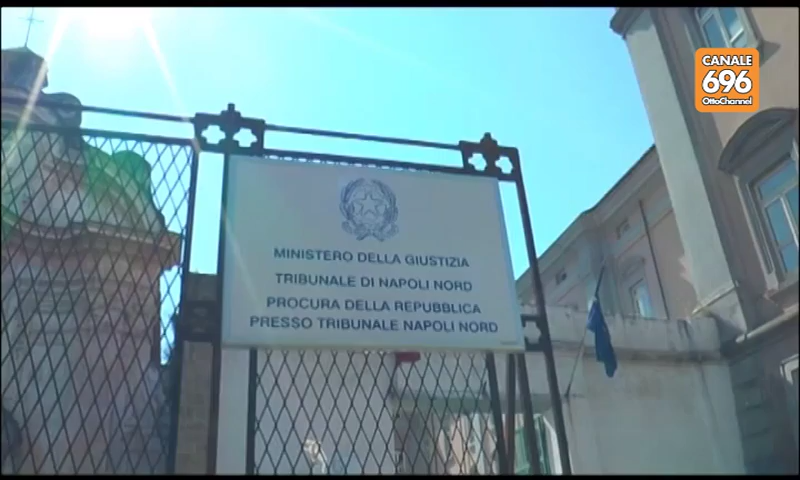 CANALE
696
OttoChannel
MINISTERO DELLA GIUSTIZIA
TRIBUNALE DI NAPOLI NORD
PROCURA DELLA REPUBBLICA
PRESSO TRIBUNALE NAPOLI NORD